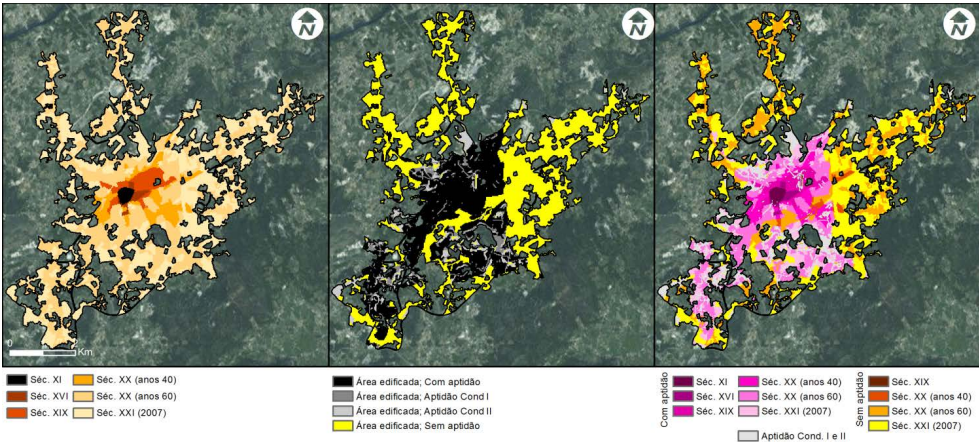 N
N
N
0
2
Km
Séc. XI
Séc. XX (anos 40)
Séc. XVI
Séc. XX (anos 60)
Séc. XIX
Séc. XXI (2007)
Área edificada; Com aptidão
Área edificada; Aptidão Cond I
Área edificada; Aptidão Cond II
Área edificada; Sem aptidão
Com aptidão
Séc. XI
Séc. XX (anos 40)
Séc. XVI
Séc. XX (anos 60)
Séc. XIX
Séc. XXI (2007)
Aptidão Cond. I e II
Sem aptidão
Séc. XIX
Séc. XX (anos 40)
Séc. XX (anos 60)
Séc. XXI (2007)